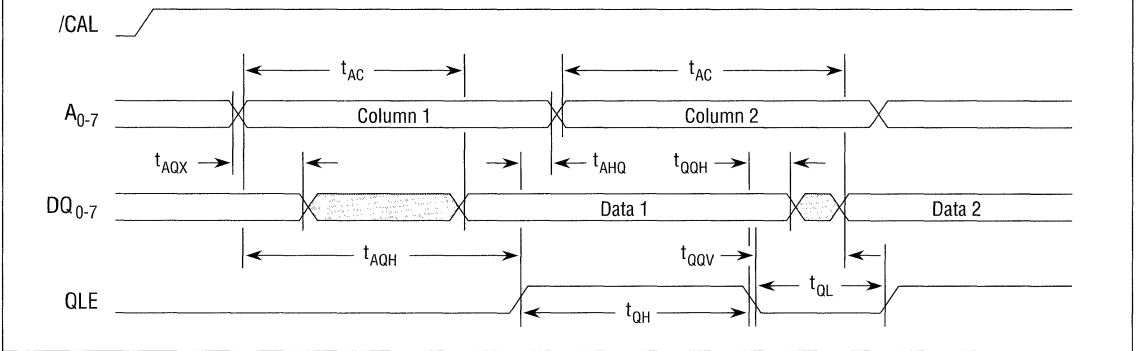 /CAL
tAC tAC
A0-7 Column 1 Column 2
tAQX tAHQ tQQH
DQ0-7 Data 1 Data 2
tAQH tQQV
tQL
QLE
tQH